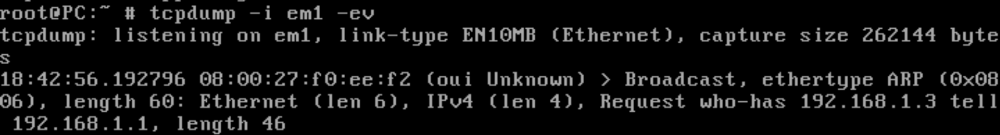 root@PC:~ # tcpdump -i em1 -ev
tcpdump: listening on em1, link-type EN10MB (Ethernet), capture size 262144 byte
s
18:42:56.192796 08:00:27:f0:ee:f2 (oui Unknown) > Broadcast, ethertype ARP (0x08
06), length 60: Ethernet (len 6), IPv4 (len 4), Request who-has 192.168.1.3 tell
 192.168.1.1, length 46